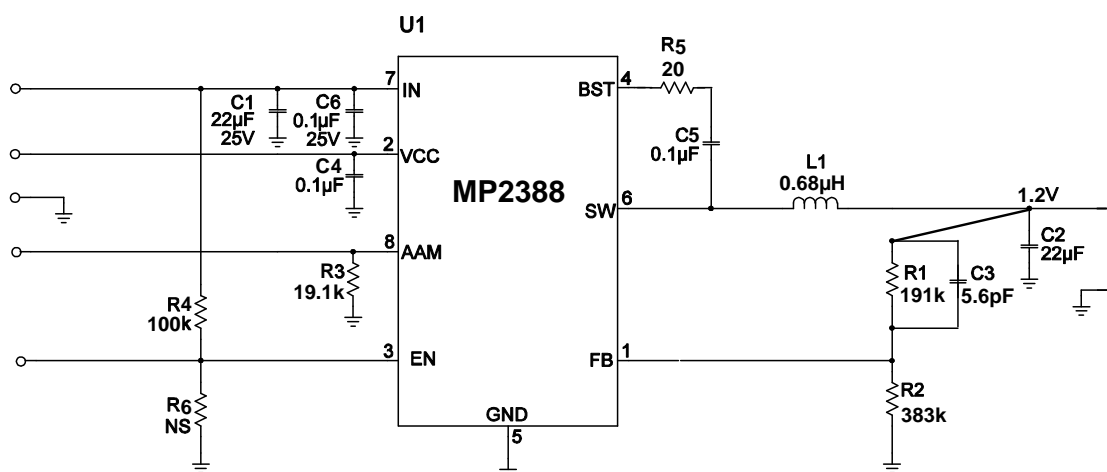 U1
7
IN
C1
22µF
25V
C6
0.1µF
25V
2
VCC
C4
0.1µF
8
AAM
R3
19.1k
R4
100k
3
EN
R6
NS
MP2388
GND
5
BST
4
R5
20
C5
0.1µF
SW
6
L1
0.68µH
1.2V
C2
22µF
R1
191k
C3
5.6pF
FB
1
R2
383k